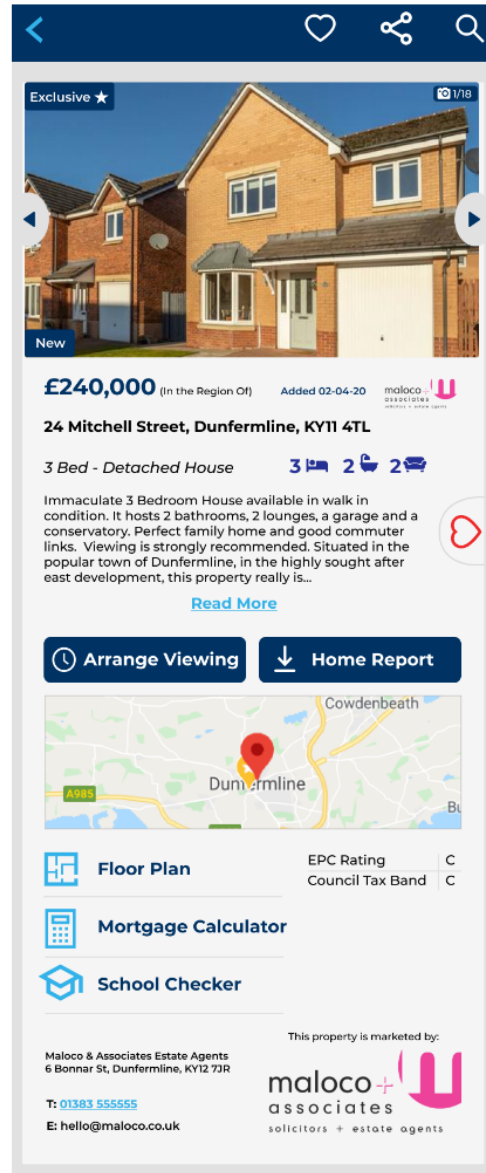 Exclusive ★
1/18
New
£240,000 (In the Region Of) Added 02-04-20 maloco+
associates
solicitors + estate agents
24 Mitchell Street, Dunfermline, KY11 4TL
3 Bed - Detached House 3 2 2
Immaculate 3 Bedroom House available in walk in
condition. It hosts 2 bathrooms, 2 lounges, a garage and a
conservatory. Perfect family home and good commuter
links.  Viewing is strongly recommended. Situated in the
popular town of Dunfermline, in the highly sought after
east development, this property really is...
Read More
Arrange Viewing Home Report
Cowdenbeath
Dunfermline
A985
Bu
Floor Plan
EPC Rating C
Council Tax Band C
Mortgage Calculator
School Checker
This property is marketed by:
Maloco & Associates Estate Agents
6 Bonnar St, Dunfermline, KY12 7JR
T: 01383 555555
E: hello@maloco.co.uk
maloco+
associates
solicitors + estate agents